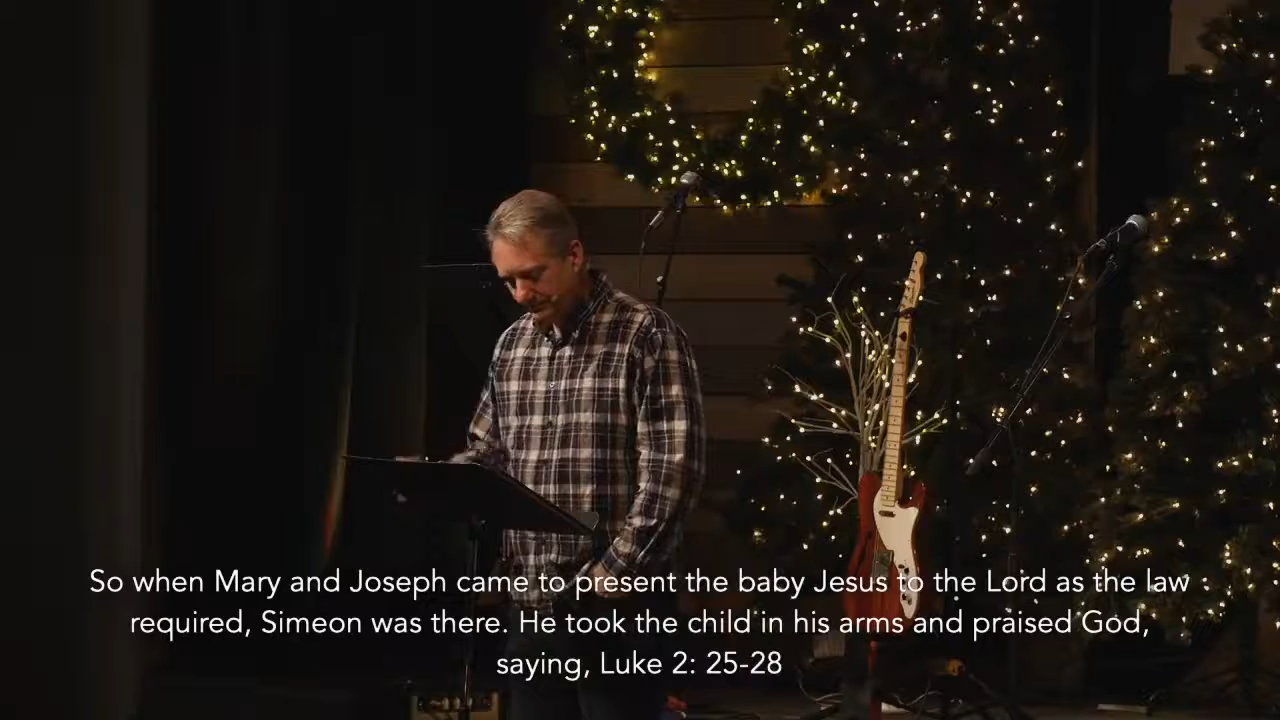 So when Mary and Joseph came to present the baby Jesus to the Lord as the law
required, Simeon was there. He took the child in his arms and praised God,
saying, Luke 2: 25-28